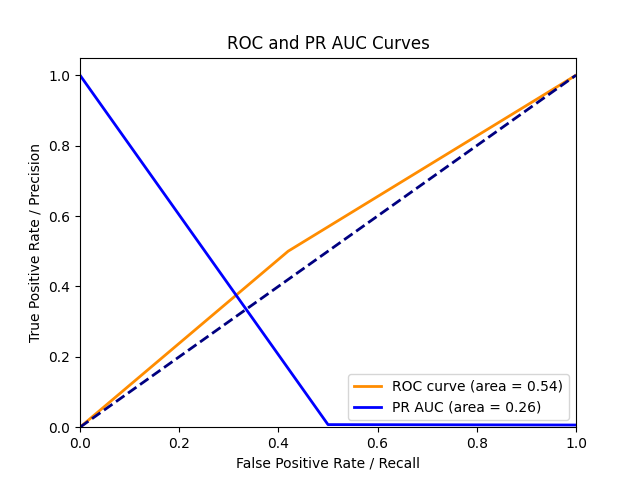 ROC and PR AUC Curves
True Positive Rate / Precision
1.0
0.8
0.6
0.4
0.2
0.0
ROC curve (area = 0.54)
PR AUC (area = 0.26)
0.0 0.2 0.4 0.6 0.8 1.0
False Positive Rate / Recall